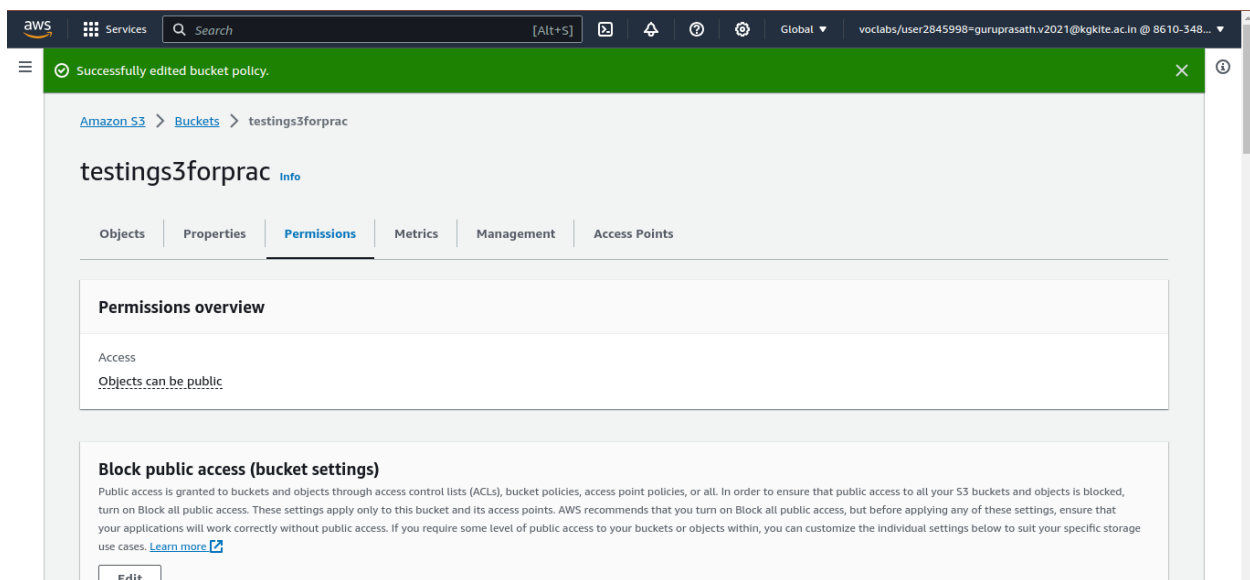 aws Services Search [Alt+S] Global voclabs/user2845998=guruprasath.v2021@kgkite.ac.in @ 8610-348...
Successfully edited bucket policy.
Amazon S3 > Buckets > testings3forprac
testings3forprac Info
Objects Properties Permissions Metrics Management Access Points
Permissions overview
Access
Objects can be public
Block public access (bucket settings)
Public access is granted to buckets and objects through access control lists (ACLs), bucket policies, access point policies, or all. In order to ensure that public access to all your S3 buckets and objects is blocked,
turn on Block all public access. These settings apply only to this bucket and its access points. AWS recommends that you turn on Block all public access, but before applying any of these settings, ensure that
your applications will work correctly without public access. If you require some level of public access to your buckets or objects within, you can customize the individual settings below to suit your specific storage
use cases. Learn more
Edit